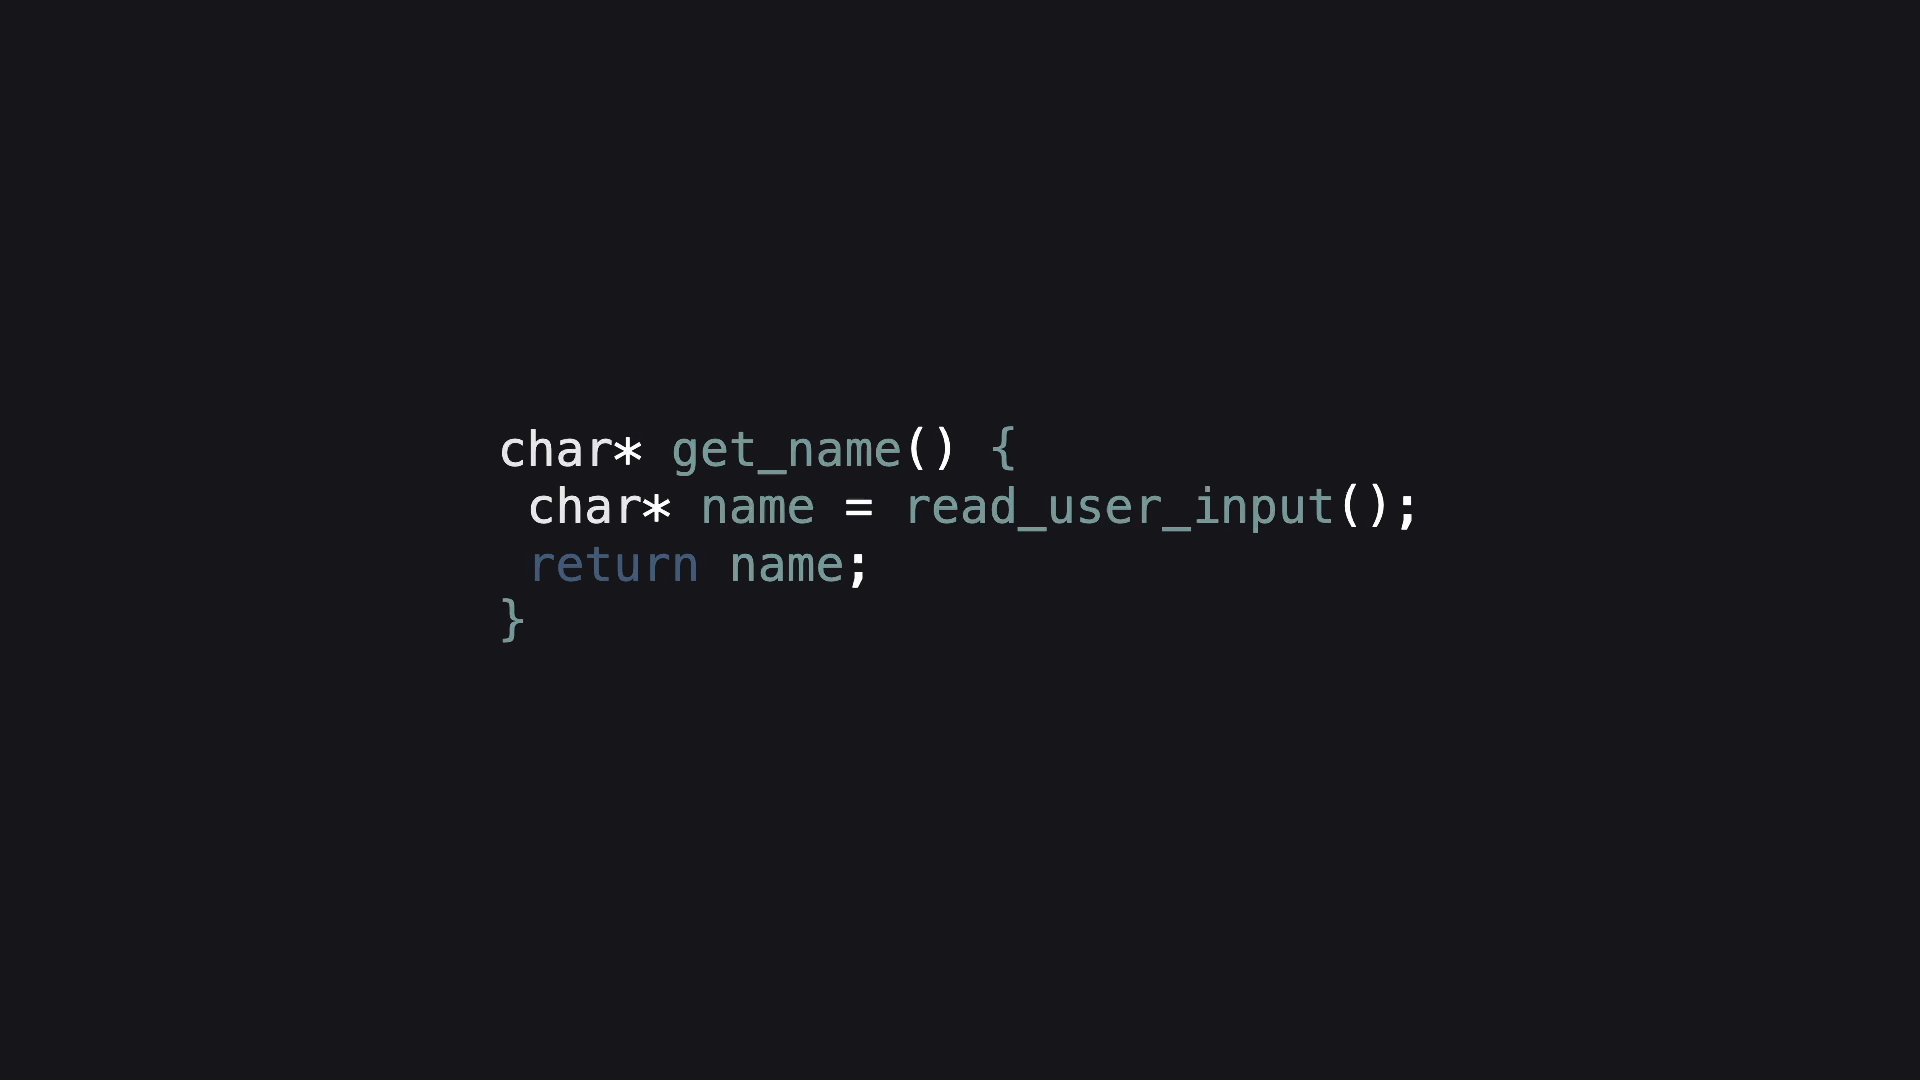 char* get_name() {
 char* name = read_user_input();
 return name;
}